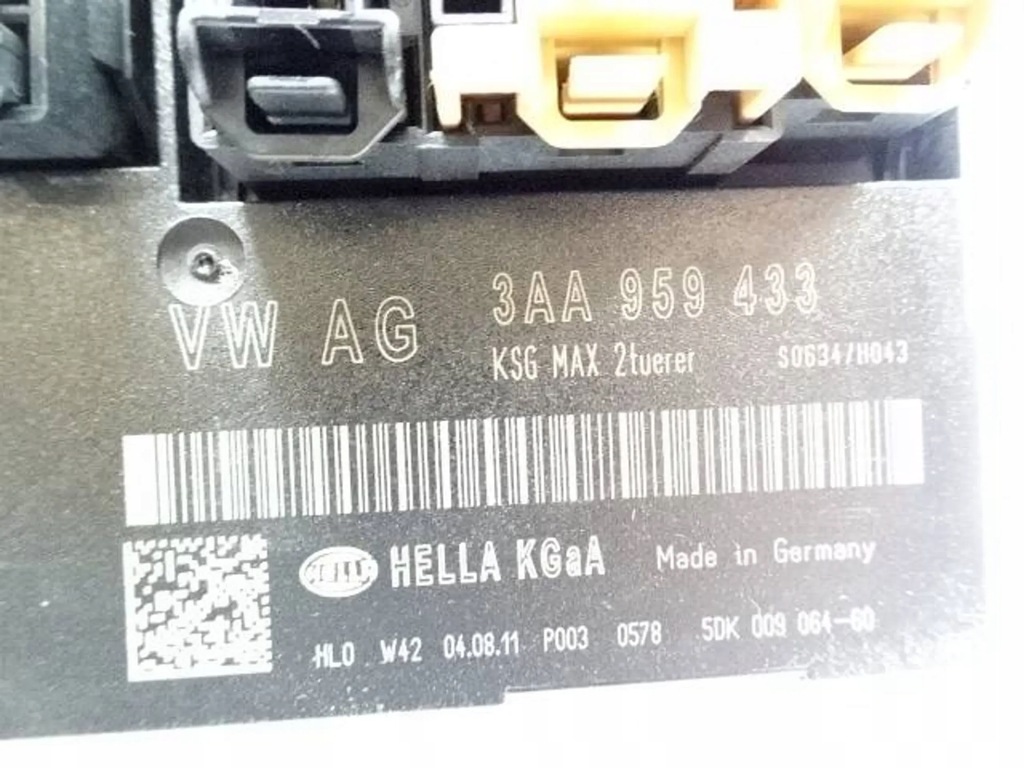 VW AG 3AA 959 433
KSG MAX 2tuerer S0634/H043
HELLA HELLA KGaA Made in Germany
HLO W42 04.08.11 P003 0578 5DK 009 064-60